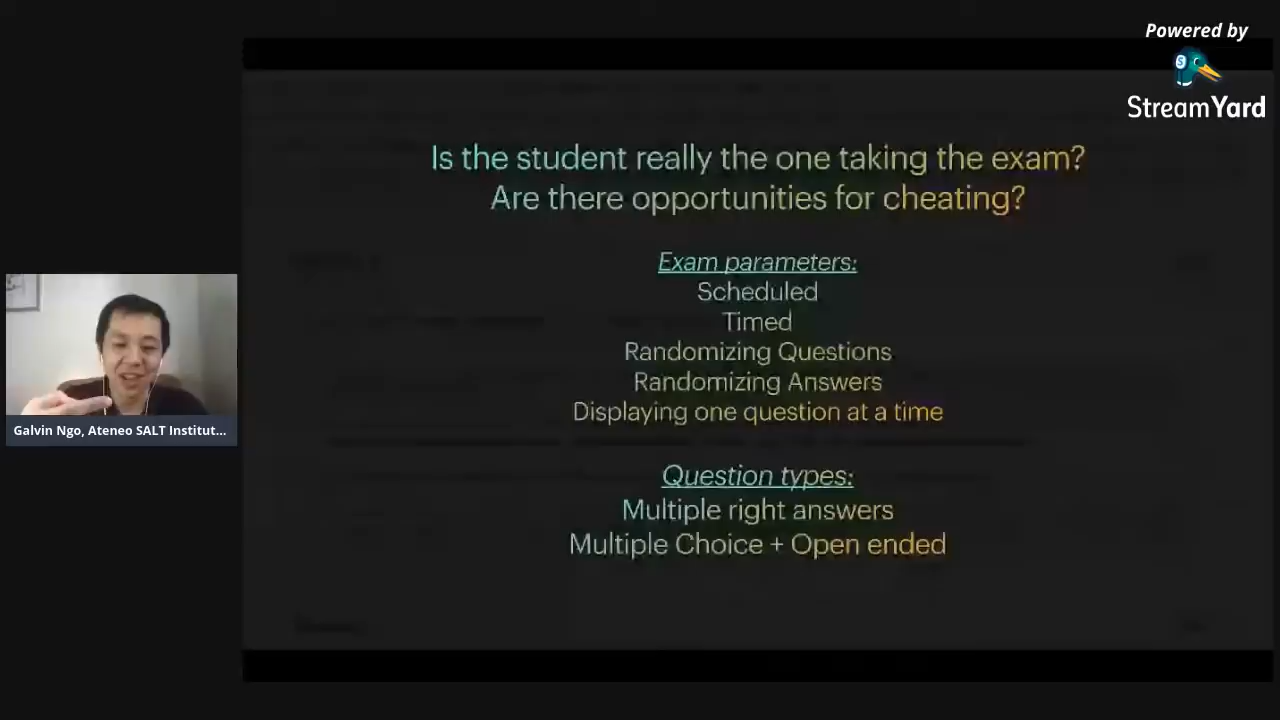 Powered by
StreamYard
Is the student really the one taking the exam?
Are there opportunities for cheating?
Exam parameters:
Scheduled
Timed
Randomizing Questions
Randomizing Answers
Displaying one question at a time
Question types:
Multiple right answers
Multiple Choice + Open ended
Galvin Ngo, Ateneo SALT Institut...